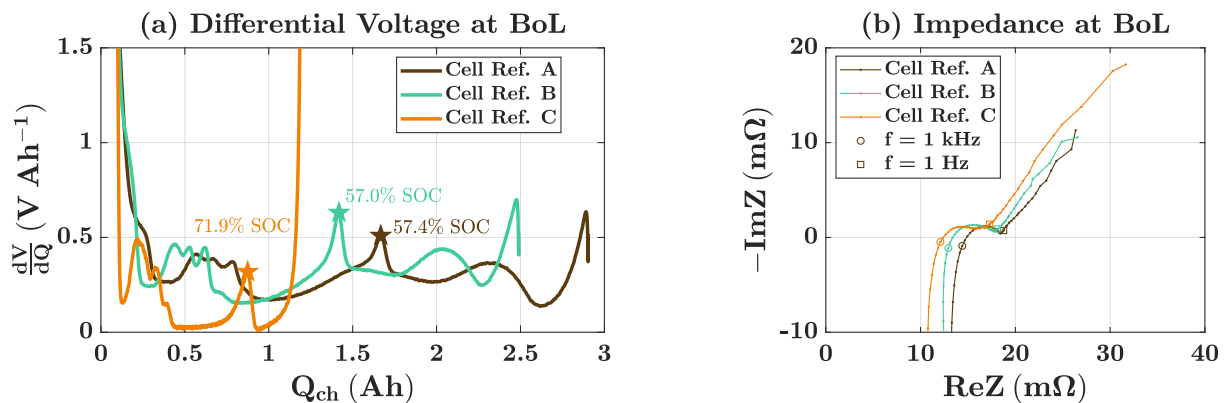 (a) Differential Voltage at BoL
1.5
1
0.5
0
dV/dQ (V Ah⁻¹)
Cell Ref. A
Cell Ref. B
Cell Ref. C
57.0% SOC
71.9% SOC
57.4% SOC
0 0.5 1 1.5 2 2.5 3
Q_ch (Ah)
(b) Impedance at BoL
20
10
0
-10
−ImZ (mΩ)
Cell Ref. A
Cell Ref. B
Cell Ref. C
f = 1 kHz
f = 1 Hz
0 10 20 30 40
ReZ (mΩ)